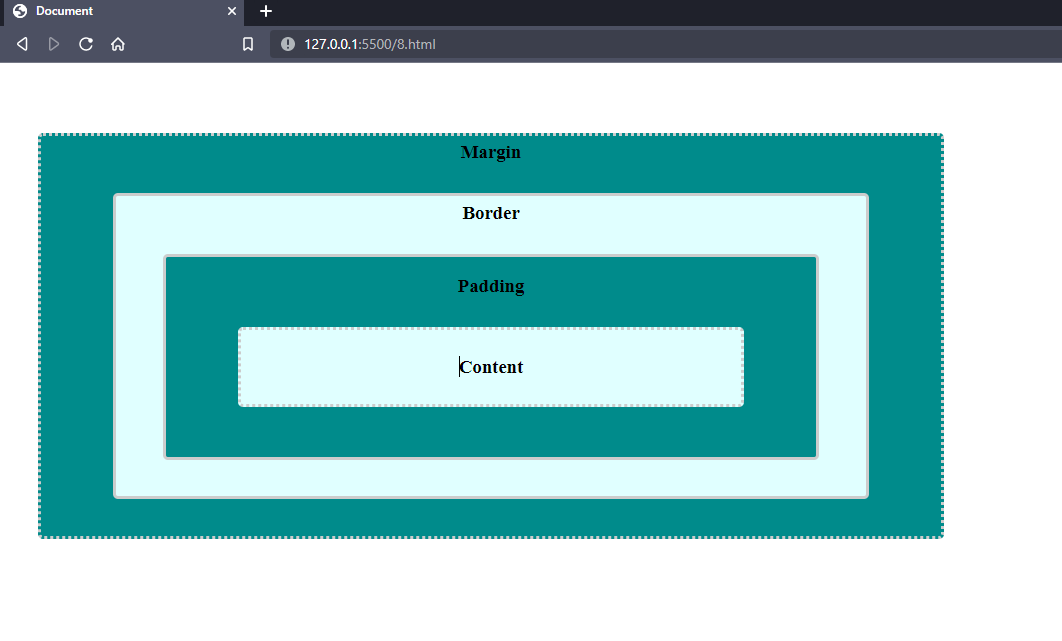 Document
127.0.0.1:5500/8.html
Margin
Border
Padding
Content